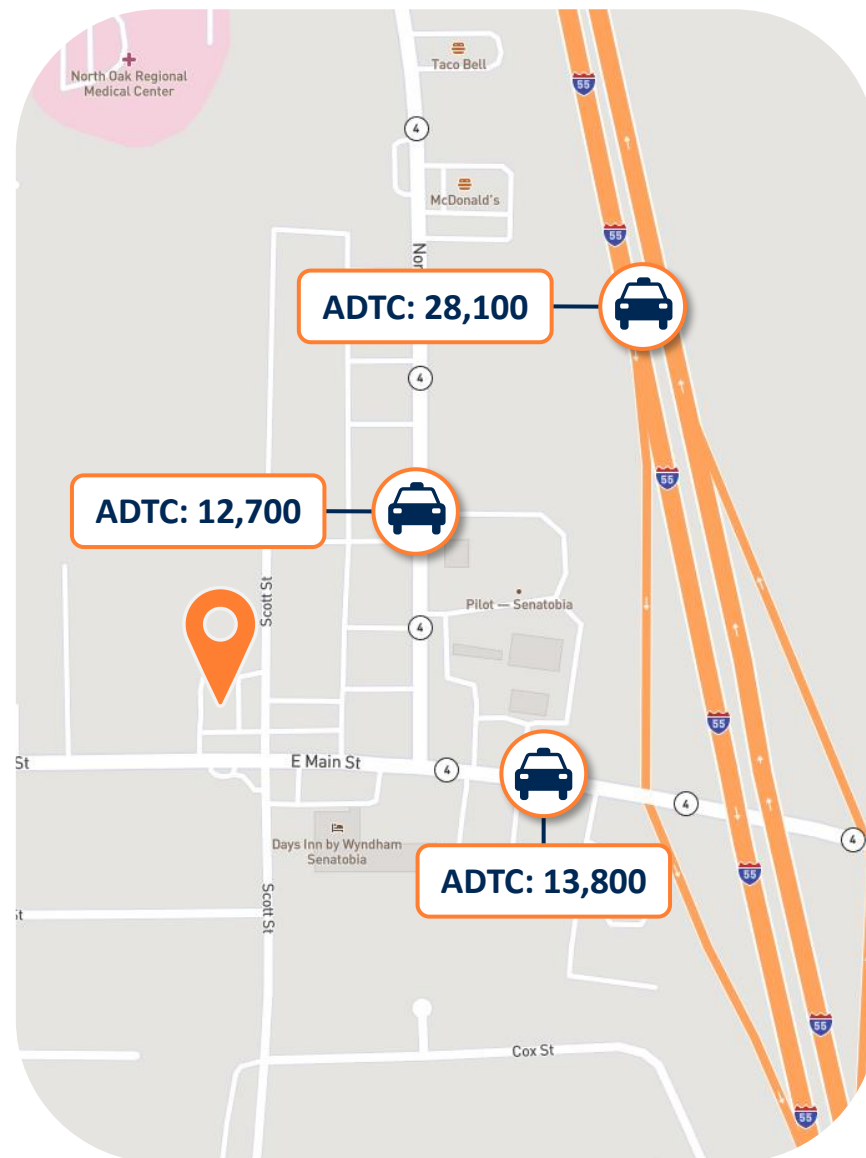 Taco Bell
55
North Oak Regional
Medical Center
4
McDonald's
55
Nor
ADTC: 28,100
4
55
ADTC: 12,700
Scott St
Pilot — Senatobia
4
55
St
E Main St
4
4
4
Days Inn by Wyndham
Senatobia
ADTC: 13,800
55
Scott St
St
55
Cox St
55